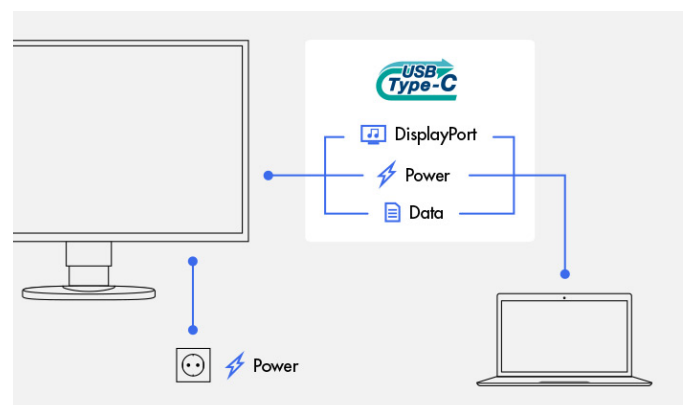 USB
Type-C
DisplayPort
Power
Data
Power